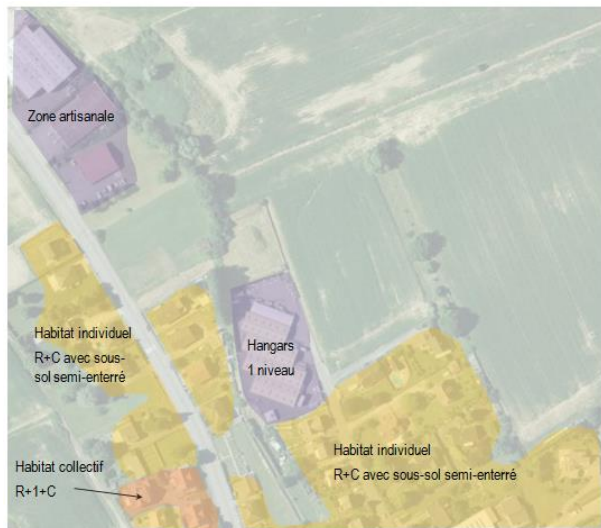 Zone artisanale
Habitat individuel
R+C avec sous-
sol semi-enterré
Hangars
1 niveau
Habitat individuel
R+C avec sous-sol semi-enterré
Habitat collectif
R+1+C